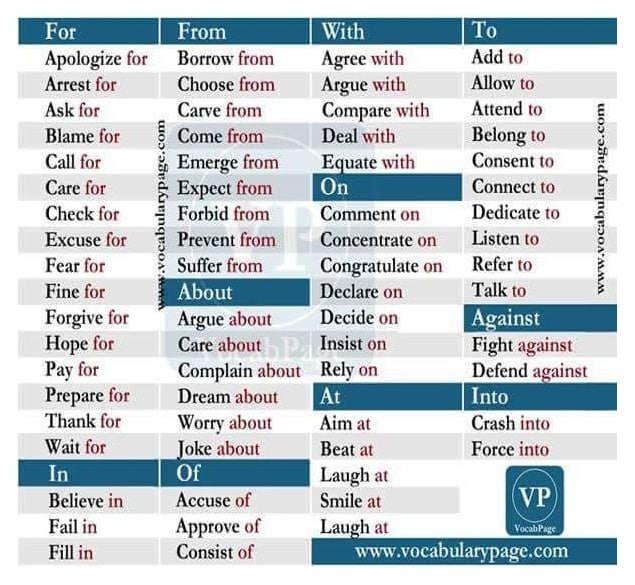 For
Apologize for
Arrest for
Ask for
Blame for
Call for
Care for
Check for
Excuse for
Fear for
Fine for
Forgive for
Hope for
Pay for
Prepare for
Thank for
Wait for
In
Believe in
Fail in
Fill in
www.vocabularypage.com
From
Borrow from
Choose from
Carve from
Come from
Emerge from
Expect from
Forbid from
Prevent from
Suffer from
About
Argue about
Care about
Complain about
Dream about
Worry about
Joke about
Of
Accuse of
Approve of
Consist of
VP
VocabPage
With
Agree with
Argue with
Compare with
Deal with
Equate with
On
Comment on
Concentrate on
Congratulate on
Declare on
Decide on
Insist on
Rely on
At
Aim at
Beat at
Laugh at
Smile at
Laugh at
To
Add to
Allow to
Attend to
Belong to
Consent to
Connect to
Dedicate to
Listen to
Refer to
Talk to
Against
Fight against
Defend against
Into
Crash into
Force into
www.vocabularypage.com
VP
VocabPage
www.vocabularypage.com